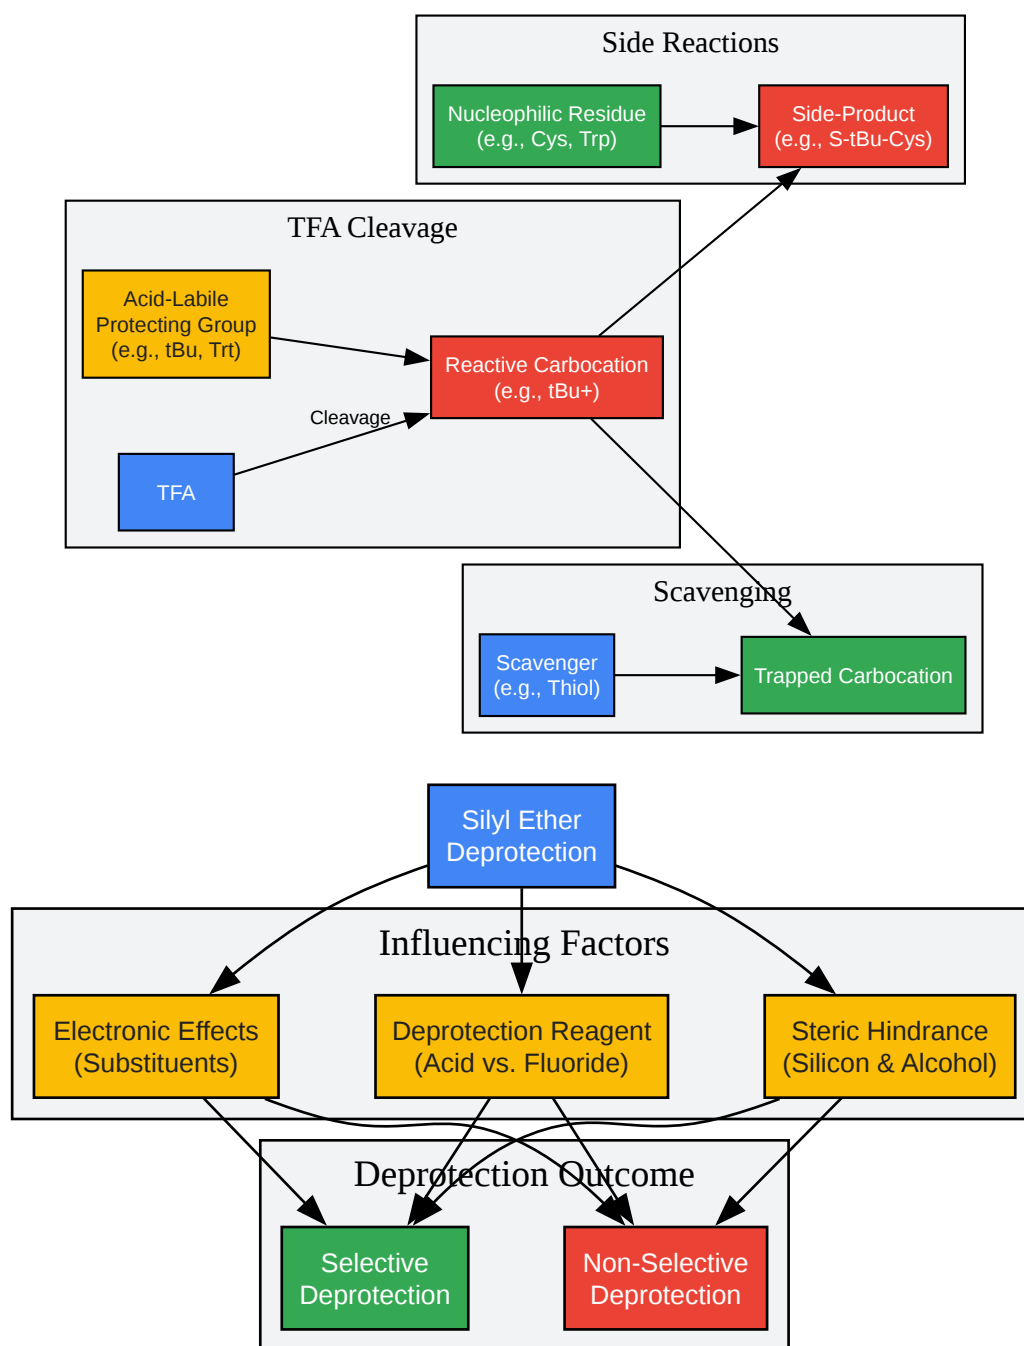 Side Reactions
Nucleophilic Residue
(e.g., Cys, Trp)
Side-Product
(e.g., S-tBu-Cys)
TFA Cleavage
Acid-Labile
Protecting Group
(e.g., tBu, Trt)
Reactive Carbocation
(e.g., tBu+)
Cleavage
TFA
Scavenging
Scavenger
(e.g., Thiol)
Trapped Carbocation
Silyl Ether
Deprotection
Influencing Factors
Electronic Effects
(Substituents)
Deprotection Reagent
(Acid vs. Fluoride)
Steric Hindrance
(Silicon & Alcohol)
Deprotection Outcome
Selective
Deprotection
Non-Selective
Deprotection